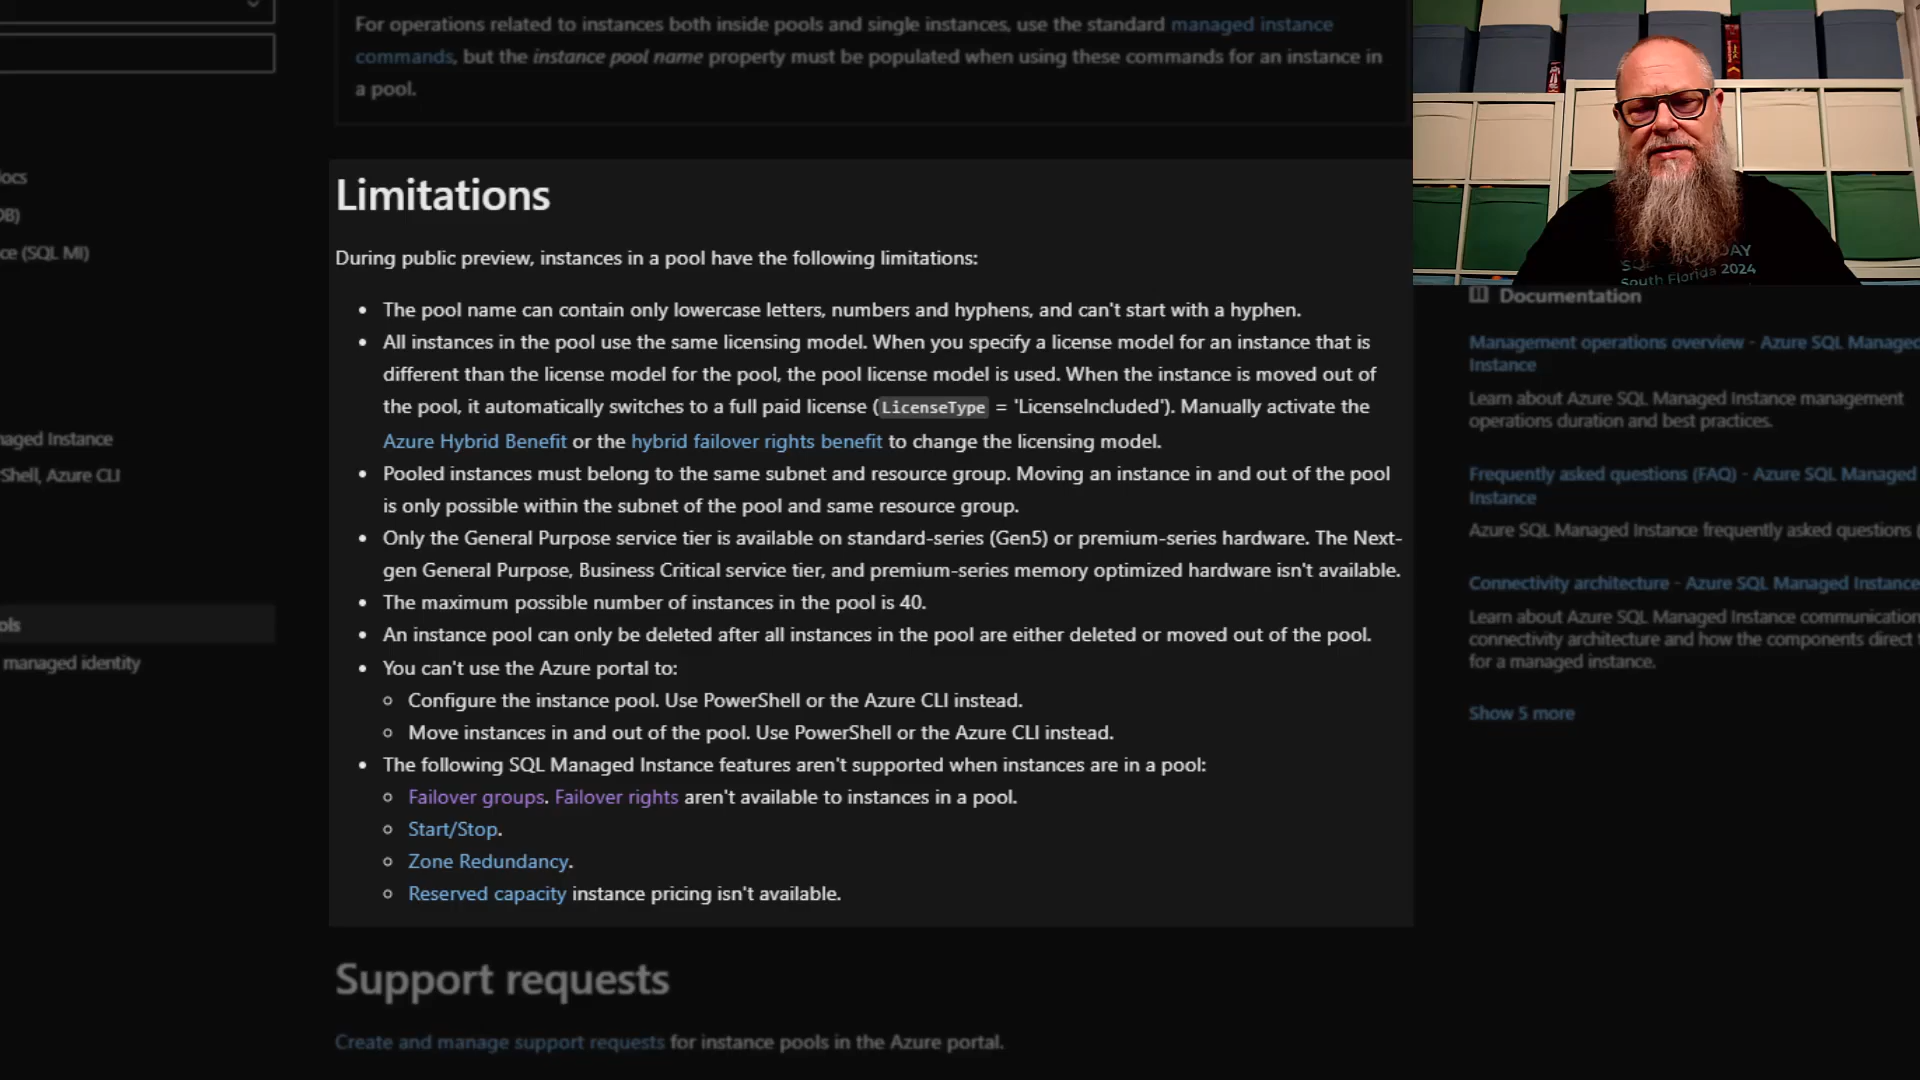 For operations related to instances both inside pools and single instances, use the standard managed instance
commands, but the instance pool name property must be populated when using these commands for an instance in
a pool.
ocs
DB)
ce (SQL MI)
naged Instance
Shell, Azure CLI
ols
managed identity
Limitations
During public preview, instances in a pool have the following limitations:
• The pool name can contain only lowercase letters, numbers and hyphens, and can't start with a hyphen.
• All instances in the pool use the same licensing model. When you specify a license model for an instance that is
different than the license model for the pool, the pool license model is used. When the instance is moved out of
the pool, it automatically switches to a full paid license (LicenseType = 'LicenseIncluded'). Manually activate the
Azure Hybrid Benefit or the hybrid failover rights benefit to change the licensing model.
• Pooled instances must belong to the same subnet and resource group. Moving an instance in and out of the pool
is only possible within the subnet of the pool and same resource group.
• Only the General Purpose service tier is available on standard-series (Gen5) or premium-series hardware. The Next-
gen General Purpose, Business Critical service tier, and premium-series memory optimized hardware isn't available.
• The maximum possible number of instances in the pool is 40.
• An instance pool can only be deleted after all instances in the pool are either deleted or moved out of the pool.
• You can't use the Azure portal to:
◦ Configure the instance pool. Use PowerShell or the Azure CLI instead.
◦ Move instances in and out of the pool. Use PowerShell or the Azure CLI instead.
• The following SQL Managed Instance features aren't supported when instances are in a pool:
◦ Failover groups. Failover rights aren't available to instances in a pool.
◦ Start/Stop.
◦ Zone Redundancy.
◦ Reserved capacity instance pricing isn't available.
Support requests
Create and manage support requests for instance pools in the Azure portal.
South Florida 2024
Documentation
Management operations overview - Azure SQL Managed
Instance
Learn about Azure SQL Managed Instance management
operations duration and best practices.
Frequently asked questions (FAQ) - Azure SQL Managed
Instance
Azure SQL Managed Instance frequently asked questions (
Connectivity architecture - Azure SQL Managed Instance
Learn about Azure SQL Managed Instance communication
connectivity architecture and how the components direct
for a managed instance.
Show 5 more